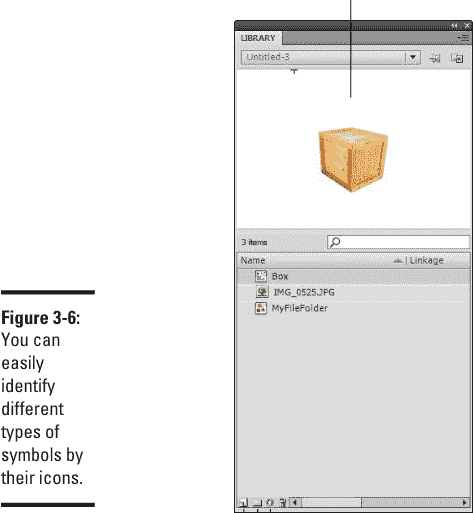 LIBRARY
Untitled-3
3 items
Name
Linkage
Box
IMG_0525.JPG
MyFileFolder
Figure 3-6:
You can
easily
identify
different
types of
symbols by
their icons.